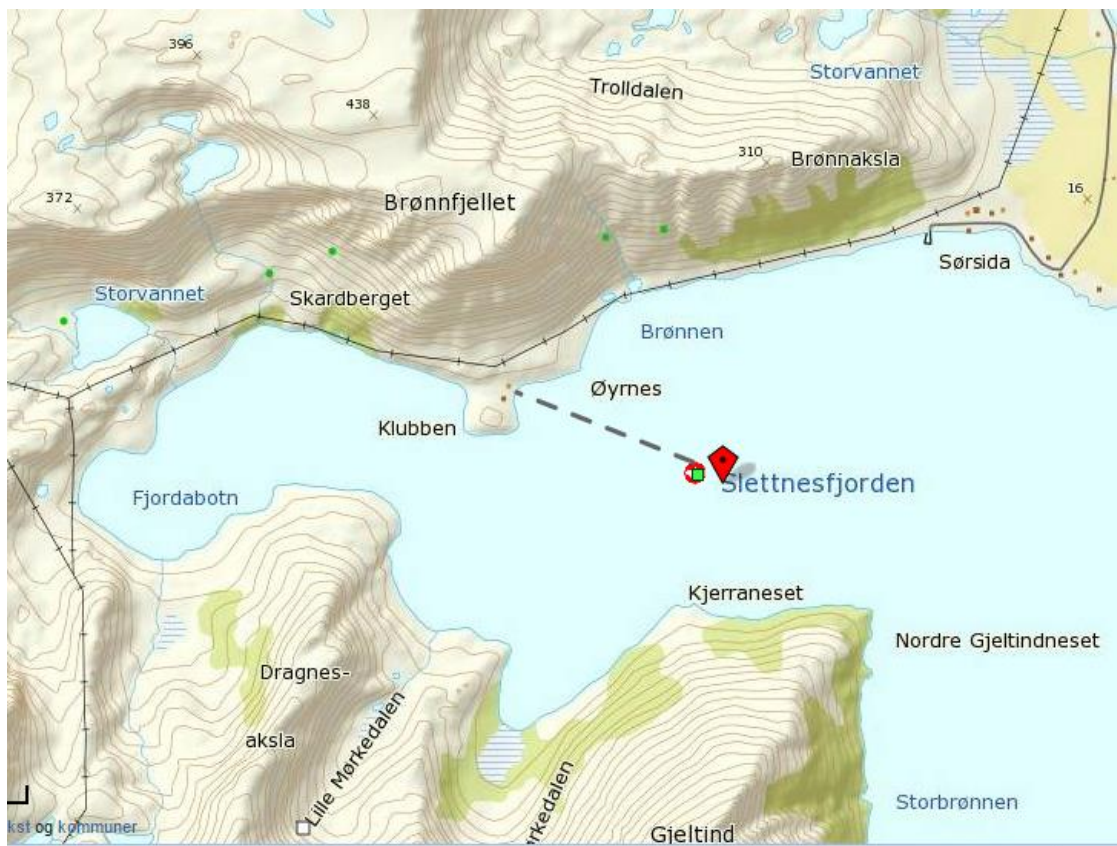 396
Storvannet
Trolldalen
438
310
Brønnaksla
372
Brønnfjellet
16
Sørsida
Storvannet
Skardberget
Brønnen
Øyrnes
Klubben
Slettnesfjorden
Fjordabotn
Kjerraneset
Nordre Gjeltindneset
Dragnes-
aksla
Lille Mørkedalen
rkedalen
Storbrønnen
kst og kommuner
Gjeltind